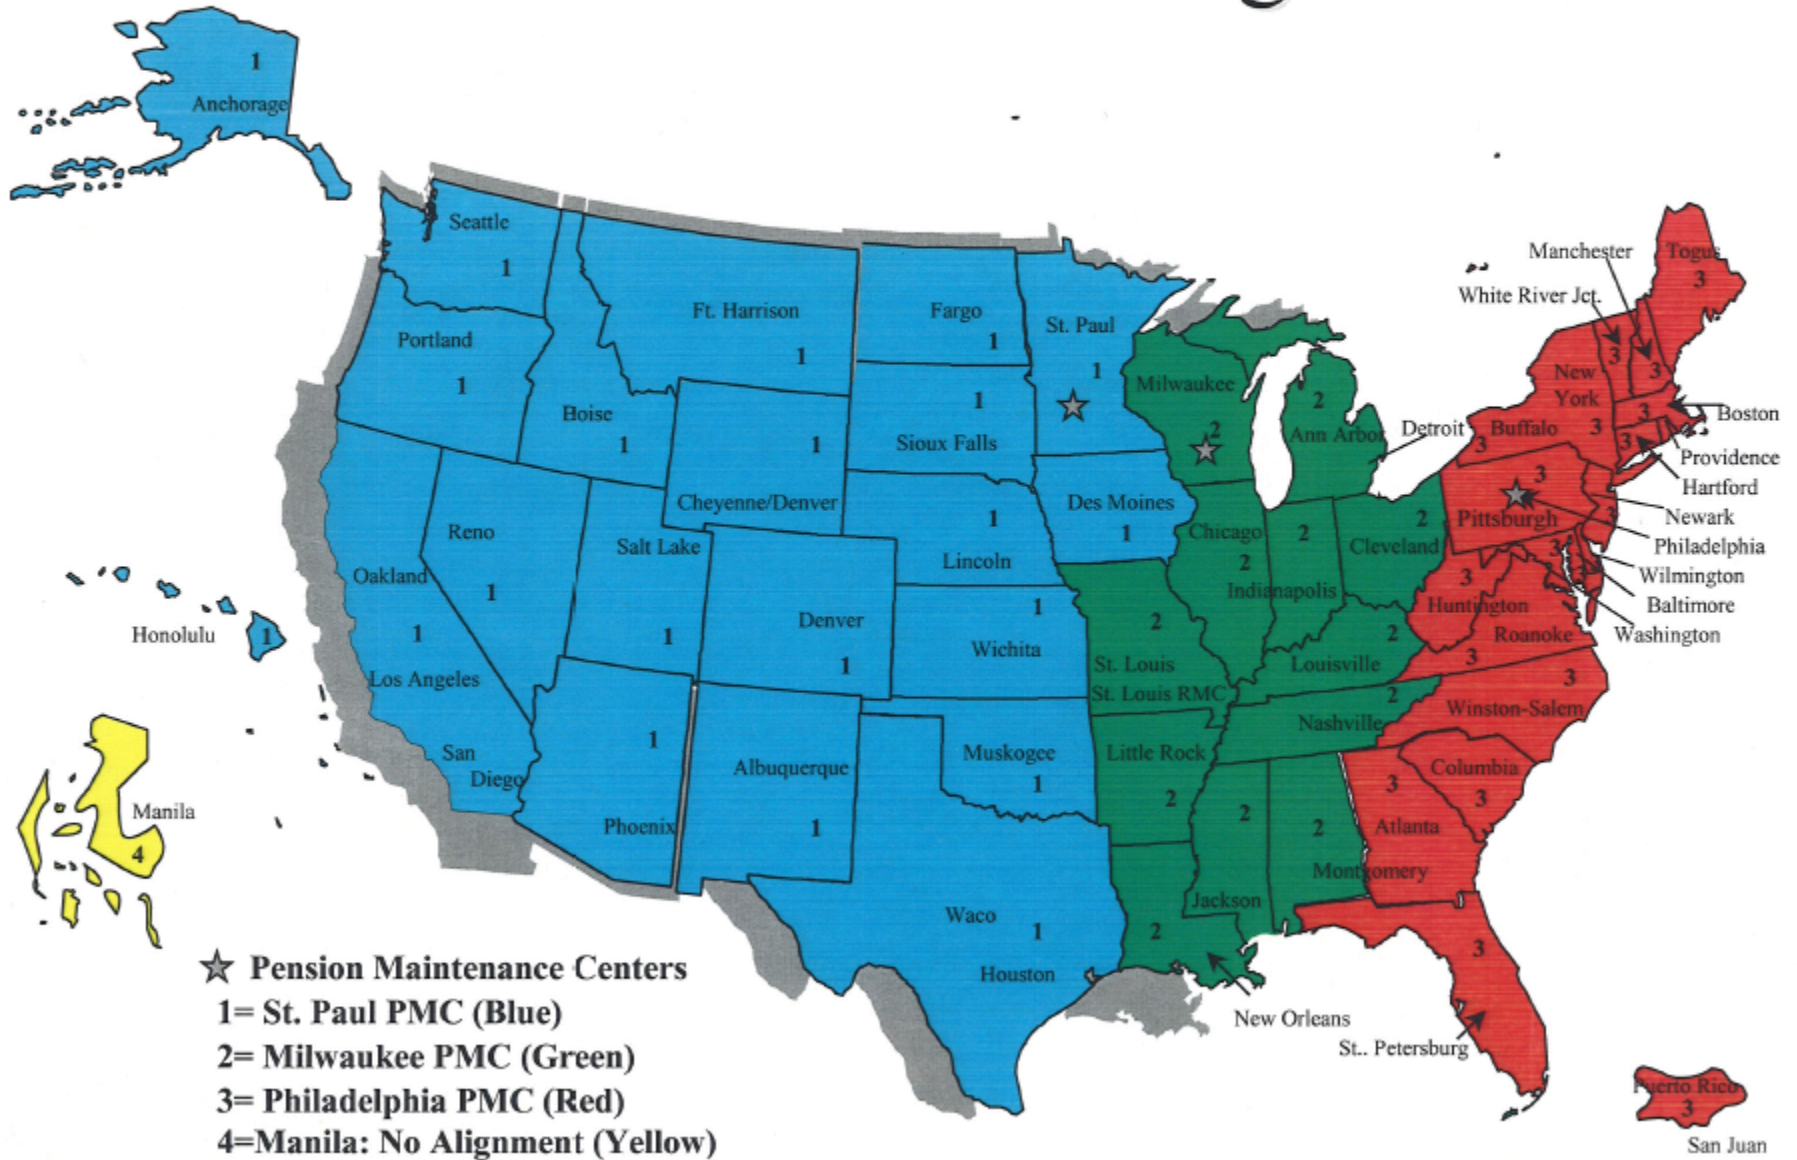 1
Anchorage
Seattle
1
Portland
1
Boise
1
Ft. Harrison
1
Fargo
1
St. Paul
1
1
Sioux Falls
1
Cheyenne/Denver
Milwaukee
2
2
Ann Arbor
Detroit
Manchester
White River Jct.
Togus
3
3
3
New
York
3
3
Boston
Buffalo
3
3
Providence
Hartford
Newark
3
Pittsburgh
3
Philadelphia
Wilmington
Baltimore
Washington
Reno
1
Salt Lake
1
Oakland
1
Los Angeles
San
Diego
Honolulu
1
Denver
1
1
Lincoln
1
Wichita
Des Moines
1
Chicago
2
2
Indianapolis
2
Cleveland
3
3
Huntington
Roanoke
3
2
St. Louis
St. Louis RMC
2
Louisville
2
Nashville
3
Winston-Salem
1
Phoenix
Albuquerque
1
Muskogee
1
Little Rock
2
2
Jackson
2
Montgomery
3
Atlanta
Columbia
3
Waco
1
Houston
2
New Orleans
3
St.. Petersburg
Manila
4
Puerto Rico
3
San Juan
Pension Maintenance Centers
1= St. Paul PMC (Blue)
2= Milwaukee PMC (Green)
3= Philadelphia PMC (Red)
4=Manila: No Alignment (Yellow)